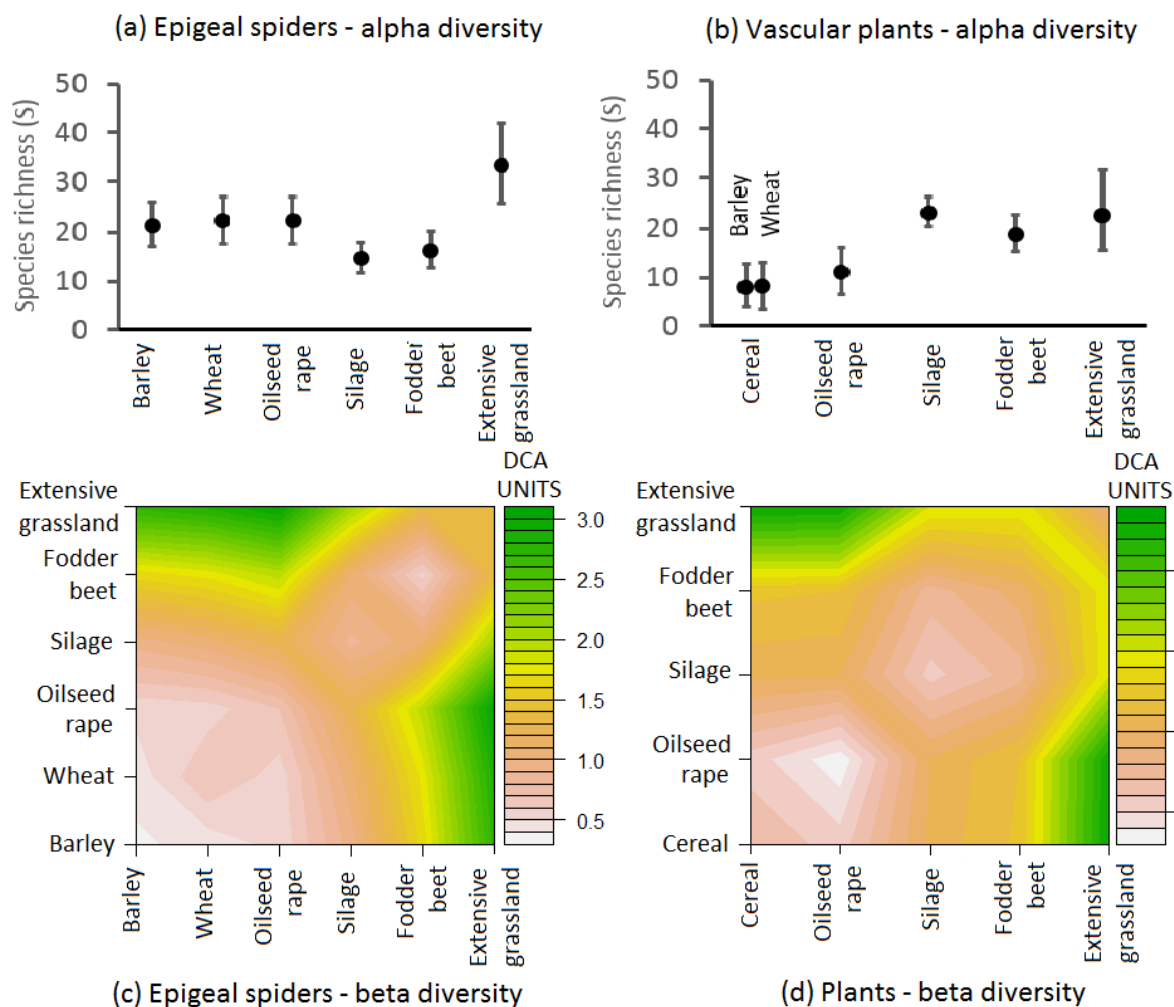 (a) Epigeal spiders - alpha diversity
Species richness (S)
50
40
30
20
10
0
Barley
Wheat
Oilseed
rape
Silage
Fodder
beet
Extensive
grassland
(b) Vascular plants - alpha diversity
Species richness (S)
50
40
30
20
10
0
Barley
Wheat
Cereal
Oilseed
rape
Silage
Fodder
beet
Extensive
grassland
Extensive
grassland
Fodder
beet
Silage
Oilseed
rape
Wheat
Barley
Barley
Wheat
Oilseed
rape
Silage
Fodder
beet
Extensive
grassland
DCA
UNITS
3.0
2.5
2.0
1.5
1.0
0.5
(c) Epigeal spiders - beta diversity
Extensive
grassland
Fodder
beet
Silage
Oilseed
rape
Cereal
Cereal
Oilseed
rape
Silage
Fodder
beet
Extensive
grassland
DCA
UNITS
(d) Plants - beta diversity